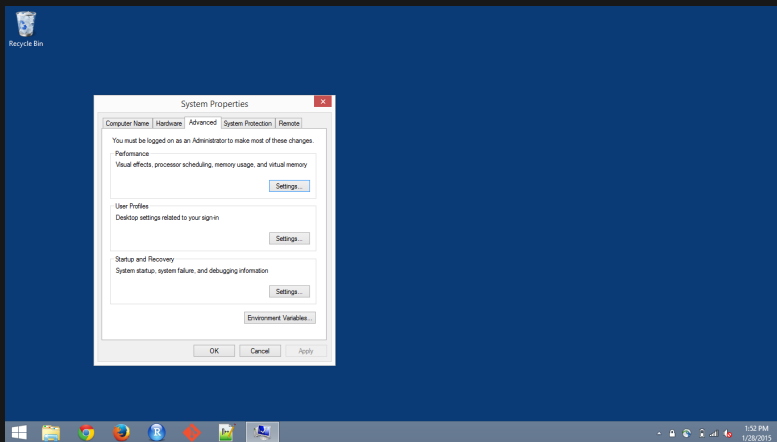 Recycle Bin
System Properties
Computer Name Hardware Advanced System Protection Remote
You must be logged on as an Administrator to make most of these changes.
Performance
Visual effects, processor scheduling, memory usage, and virtual memory
Settings...
User Profiles
Desktop settings related to your sign-in
Settings...
Startup and Recovery
System startup, system failure, and debugging information
Settings...
Environment Variables...
OK Cancel Apply
R
1:52 PM
1/28/2015